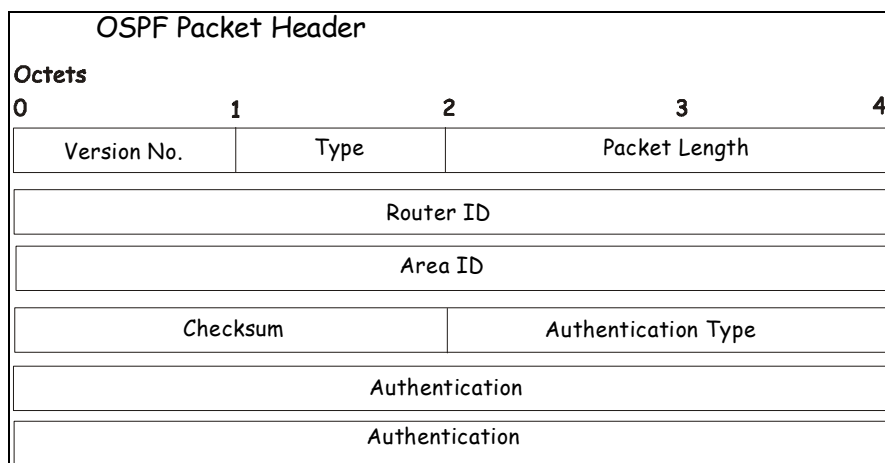 OSPF Packet Header
Octets
0 1 2 3 4
Version No. Type Packet Length
Router ID
Area ID
Checksum Authentication Type
Authentication
Authentication